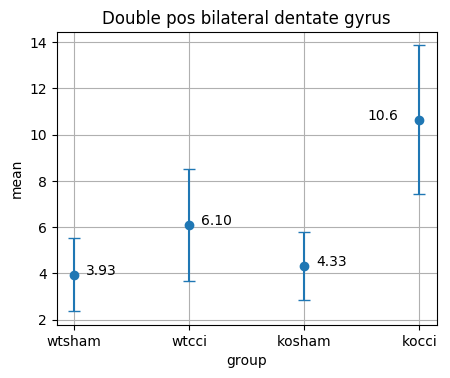 Double pos bilateral dentate gyrus
mean
14
12
10
8
6
4
2
3.93
6.10
4.33
10.6
wtsham
wtcci
kosham
kocci
group